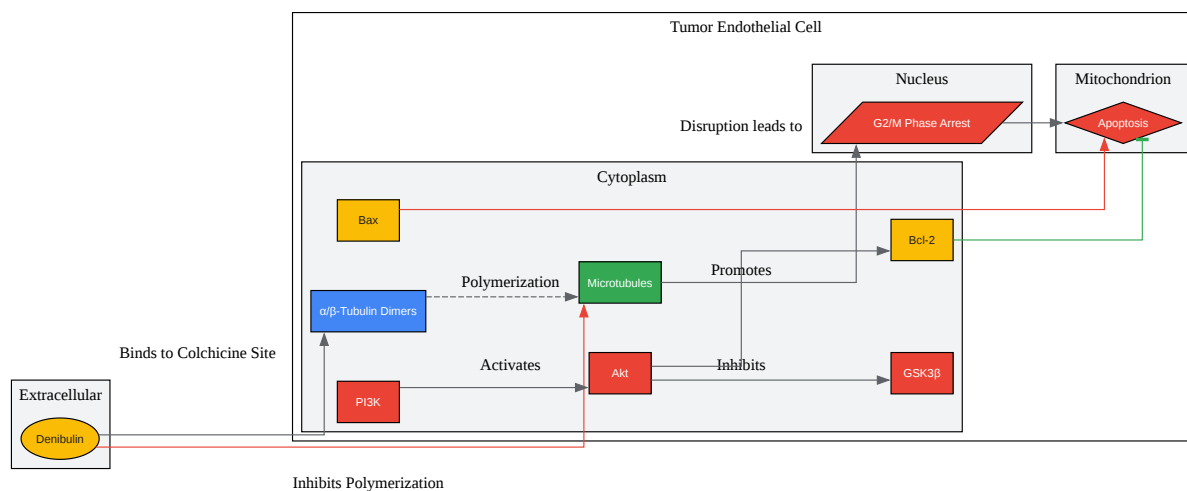 Tumor Endothelial Cell
Nucleus
Mitochondrion
G2/M Phase Arrest
Apoptosis
Disruption leads to
Cytoplasm
Bax
Bcl-2
Promotes
Polymerization
Microtubules
α/β-Tubulin Dimers
Binds to Colchicine Site
Activates
Akt
Inhibits
GSK3β
PI3K
Extracellular
Denibulin
Inhibits Polymerization